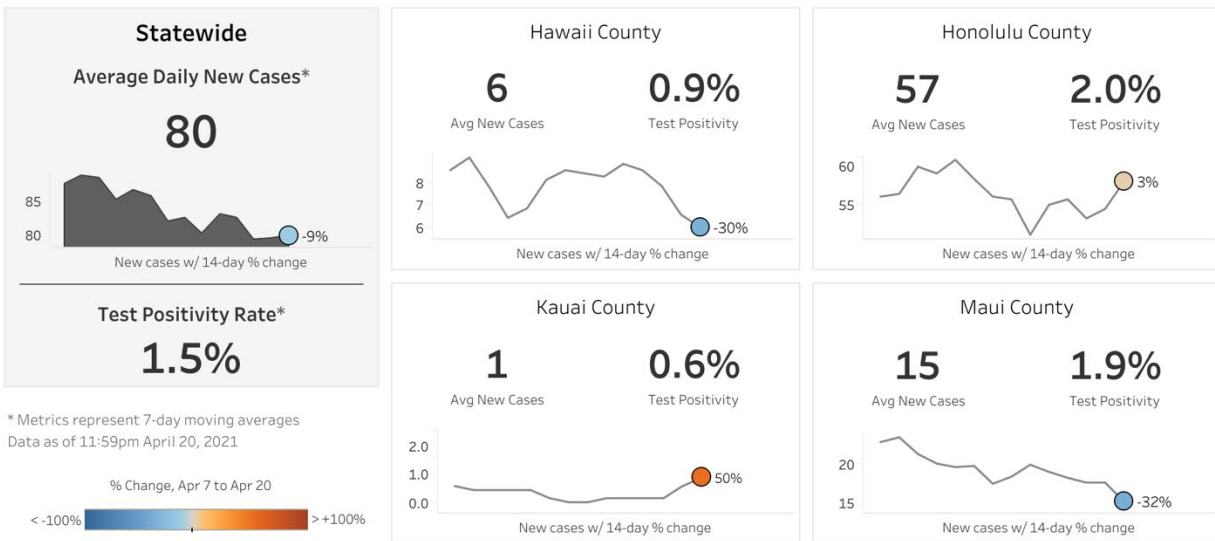 Statewide
Average Daily New Cases*
80
85
80
-9%
New cases w/ 14-day % change
Test Positivity Rate*
1.5%
* Metrics represent 7-day moving averages
Data as of 11:59pm April 20, 2021
% Change, Apr 7 to Apr 20
< -100%
> +100%
Hawaii County
6 0.9%
Avg New Cases Test Positivity
8
7
6
-30%
New cases w/ 14-day % change
Honolulu County
57 2.0%
Avg New Cases Test Positivity
60
55
3%
New cases w/ 14-day % change
Kauai County
1 0.6%
Avg New Cases Test Positivity
2.0
1.0
0.0
50%
New cases w/ 14-day % change
Maui County
15 1.9%
Avg New Cases Test Positivity
20
15
-32%
New cases w/ 14-day % change